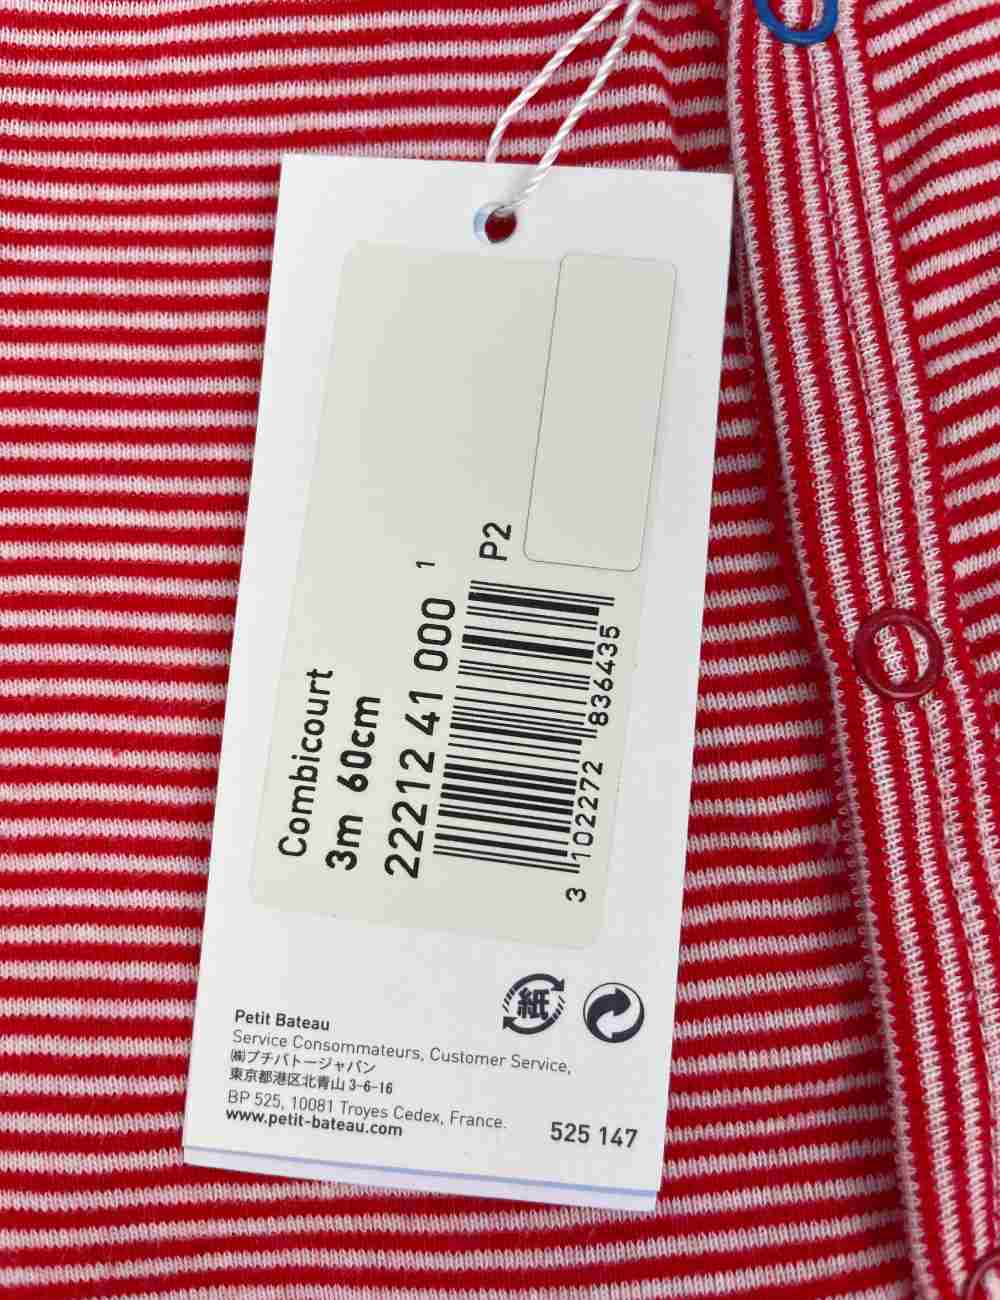 Combicourt
3m 60cm
22212 41 000 1
P2
3 102272 836435
紙
Petit Bateau
Service Consommateurs, Customer Service,
㈱プチバトージャパン
東京都港区北青山 3-6-16
BP 525, 10081 Troyes Cedex, France.
www.petit-bateau.com
525 147